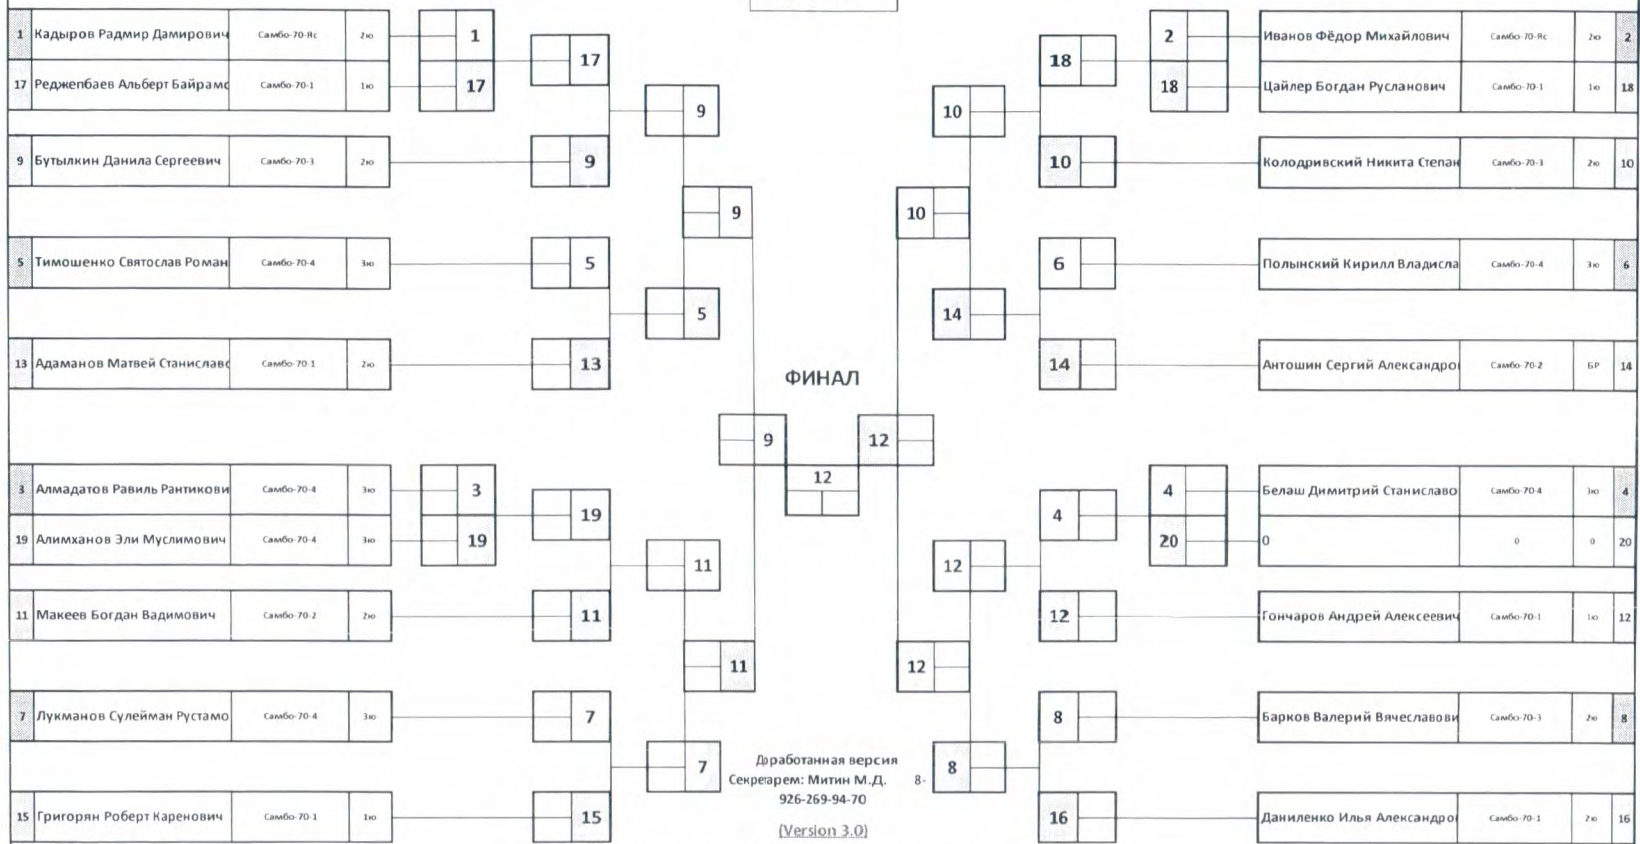 1 Кадыров Радмир Дамирович Самбо-70-Яс 2ю 1 17
17 Реджепбаев Альберт Байрамо Самбо-70-1 1ю 17
9
9 Бутылкин Данила Сергеевич Самбо-70-3 2ю 9
9
5 Тимошенко Святослав Роман Самбо-70-4 3ю 5
5
13 Адаманов Матвей Станиславо Самбо-70-1 2ю 13
3 Алмадатов Равиль Рантикови Самбо-70-4 3ю 3 19
19 Алимханов Эли Муслимович Самбо-70-4 3ю 19
11
11 Макеев Богдан Вадимович Самбо-70-2 2ю 11
11
7 Лукманов Сулейман Рустамо Самбо-70-4 3ю 7
7
15 Григорян Роберт Каренович Самбо-70-1 1ю 15
ФИНАЛ
9 12
12
Доработанная версия
Секретарем: Митин М.Д. 8-
926-269-94-70
(Version 3.0)
18 2 Иванов Фёдор Михайлович Самбо-70-Яс 2ю 2
18 Цайлер Богдан Русланович Самбо-70-1 1ю 18
10
10 Колодривский Никита Степан Самбо-70-3 2ю 10
10
6 Полынский Кирилл Владисла Самбо-70-4 3ю 6
14
14 Антошин Сергий Александро Самбо-70-2 БР 14
4 4 Белаш Димитрий Станиславо Самбо-70-4 3ю 4
20 0 0 0 20
12
12 Гончаров Андрей Алексеевич Самбо-70-1 1ю 12
12
8 Барков Валерий Вячеславови Самбо-70-3 2ю 8
8
16 Даниленко Илья Александро Самбо-70-1 2ю 16